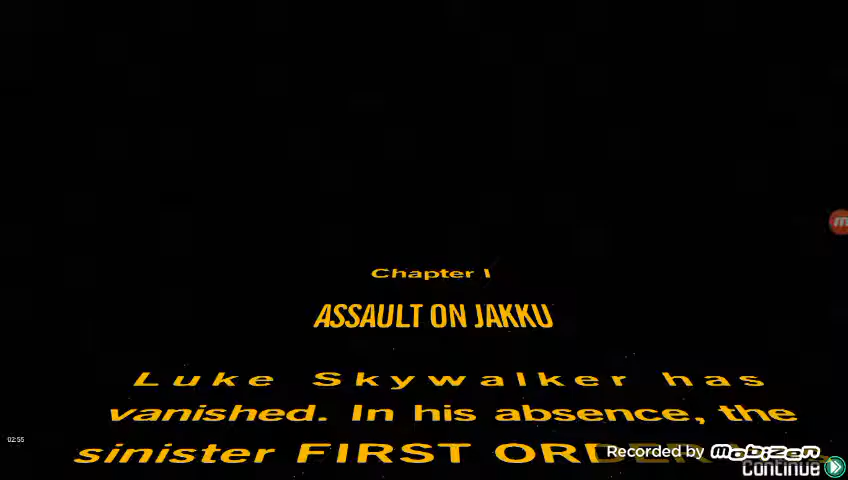 Chapter I
ASSAULT ON JAKKU
Luke Skywalker has
vanished. In his absence, the
sinister FIRST ORDER
02:55
Recorded by Mobizen
Continue